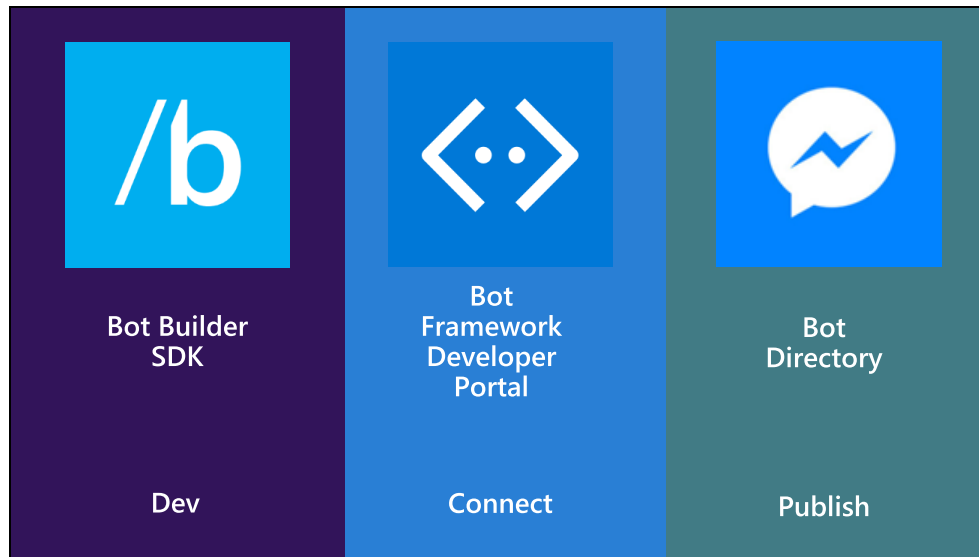 /b
Bot Builder
SDK
Dev
Bot
Framework
Developer
Portal
Connect
Bot
Directory
Publish